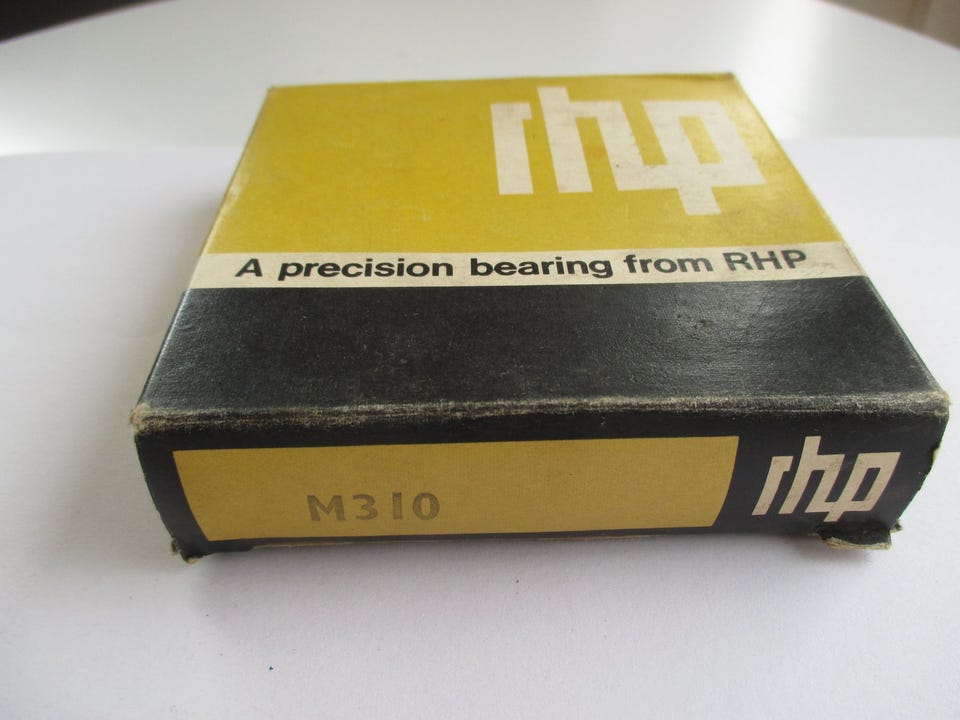 rhp
A precision bearing from RHP
M310
rhp